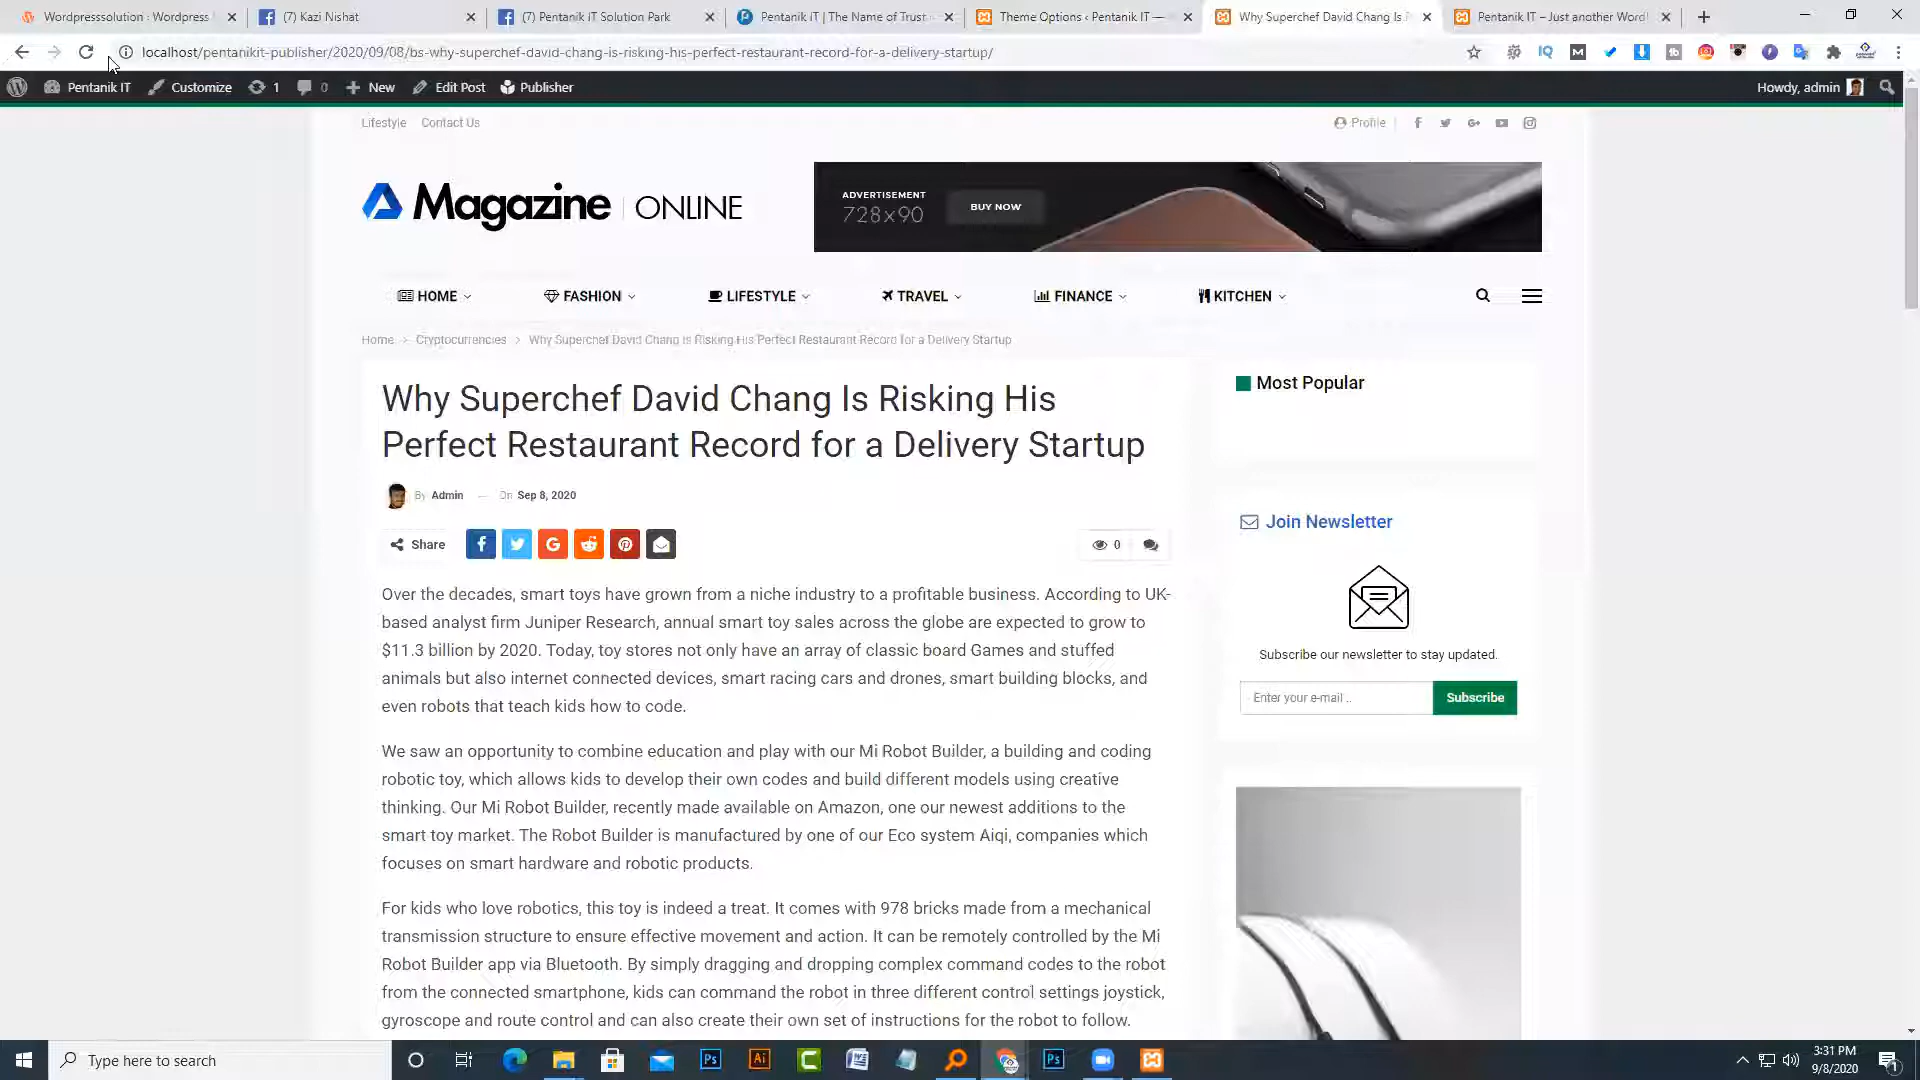 Wordpresssolution : Wordpress
(7) Kazi Nishat
(7) Pentanik IT Solution Park
Pentanik IT | The Name of Trust -
Theme Options ‹ Pentanik IT —
Why Superchef David Chang Is
Pentanik IT – Just another Word
localhost/pentanikit-publisher/2020/09/08/bs-why-superchef-david-chang-is-risking-his-perfect-restaurant-record-for-a-delivery-startup/
Pentanik IT Customize 1 0 New Edit Post Publisher Howdy, admin
Lifestyle Contact Us Profile
Magazine | ONLINE
ADVERTISEMENT
728x90
BUY NOW
HOME FASHION LIFESTYLE TRAVEL FINANCE KITCHEN
Home > Cryptocurrencies > Why Superchef David Chang Is Risking His Perfect Restaurant Record for a Delivery Startup
Why Superchef David Chang Is Risking His
Perfect Restaurant Record for a Delivery Startup
By Admin — On Sep 8, 2020
Share
0
Over the decades, smart toys have grown from a niche industry to a profitable business. According to UK-
based analyst firm Juniper Research, annual smart toy sales across the globe are expected to grow to
$11.3 billion by 2020. Today, toy stores not only have an array of classic board Games and stuffed
animals but also internet connected devices, smart racing cars and drones, smart building blocks, and
even robots that teach kids how to code.
We saw an opportunity to combine education and play with our Mi Robot Builder, a building and coding
robotic toy, which allows kids to develop their own codes and build different models using creative
thinking. Our Mi Robot Builder, recently made available on Amazon, one our newest additions to the
smart toy market. The Robot Builder is manufactured by one of our Eco system Aiqi, companies which
focuses on smart hardware and robotic products.
For kids who love robotics, this toy is indeed a treat. It comes with 978 bricks made from a mechanical
transmission structure to ensure effective movement and action. It can be remotely controlled by the Mi
Robot Builder app via Bluetooth. By simply dragging and dropping complex command codes to the robot
from the connected smartphone, kids can command the robot in three different control settings joystick,
gyroscope and route control and can also create their own set of instructions for the robot to follow.
Most Popular
Join Newsletter
Subscribe our newsletter to stay updated.
Enter your e-mail ..
Subscribe
Type here to search
3:31 PM
9/8/2020